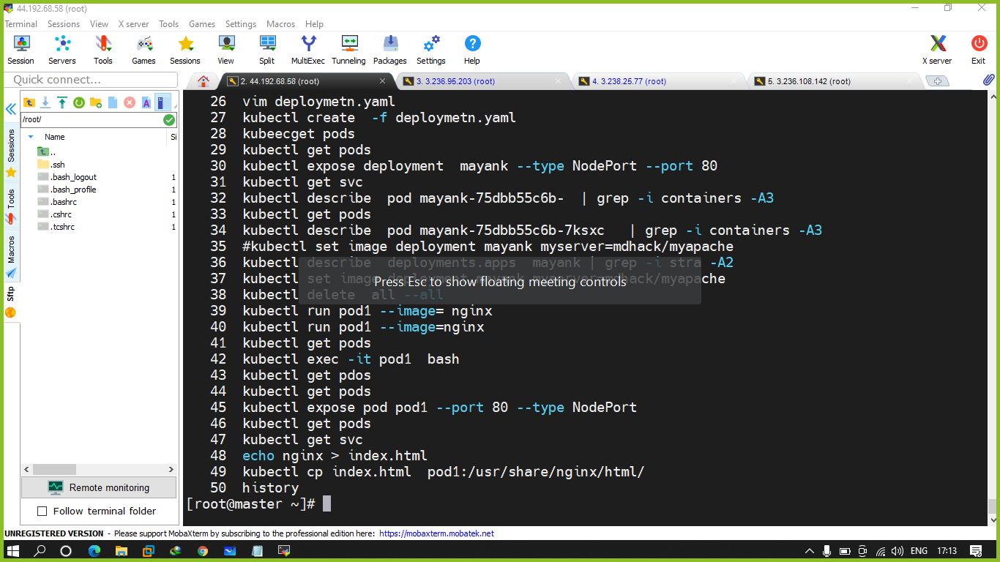 44.192.68.58 (root)
Terminal Sessions View X server Tools Games Settings Macros Help
Session Servers Tools Games Sessions View Split MultiExec Tunneling Packages Settings Help X server Exit
Quick connect...
2. 44.192.68.58 (root)
3. 3.236.95.203 (root)
4. 3.238.25.77 (root)
5. 3.236.108.142 (root)
/root/
Name Si
..
.ssh
.bash_logout 1
.bash_profile 1
.bashrc 1
.cshrc 1
.tcshrc 1
Sessions
Tools
Macros
Sftp
Remote monitoring
Follow terminal folder
26 vim deploymetn.yaml
27 kubectl create -f deploymetn.yaml
28 kubeecget pods
29 kubectl get pods
30 kubectl expose deployment mayank --type NodePort --port 80
31 kubectl get svc
32 kubectl describe pod mayank-75dbb55c6b- | grep -i containers -A3
33 kubectl get pods
34 kubectl describe pod mayank-75dbb55c6b-7ksxc | grep -i containers -A3
35 #kubectl set image deployment mayank myserver=mdhack/myapache
36 kubectl describe deployments.apps mayank | grep -i stra -A2
37 kubectl set image deployment mayank myserver=mdhack/myapache
Press Esc to show floating meeting controls
38 kubectl delete all --all
39 kubectl run pod1 --image= nginx
40 kubectl run pod1 --image=nginx
41 kubectl get pods
42 kubectl exec -it pod1 bash
43 kubectl get pdos
44 kubectl get pods
45 kubectl expose pod pod1 --port 80 --type NodePort
46 kubectl get pods
47 kubectl get svc
48 echo nginx > index.html
49 kubectl cp index.html pod1:/usr/share/nginx/html/
50 history
[root@master ~]#
UNREGISTERED VERSION - Please support MobaXterm by subscribing to the professional edition here: https://mobaxterm.mobatek.net
ENG 17:13